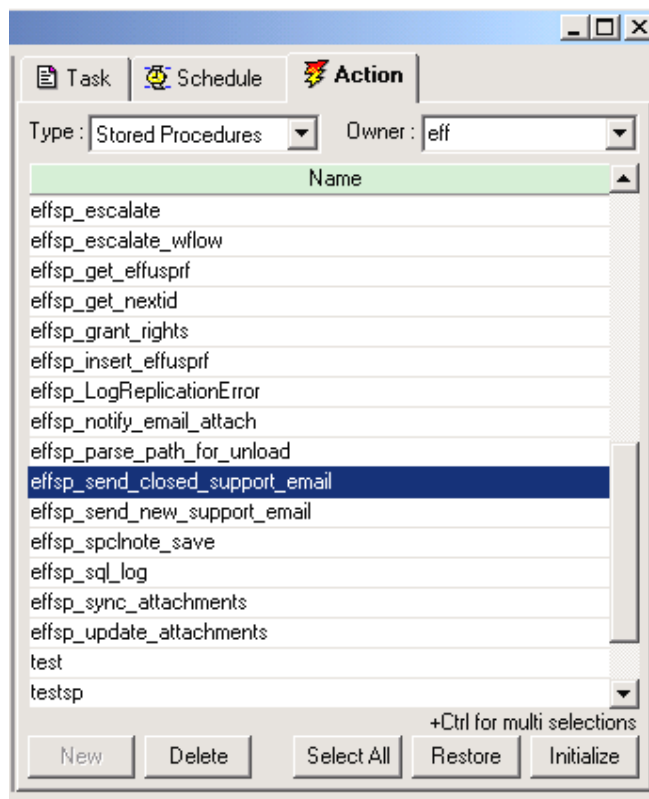 Task Schedule Action
Type : Stored Procedures Owner : eff
Name
effsp_escalate
effsp_escalate_wflow
effsp_get_effusprf
effsp_get_nextid
effsp_grant_rights
effsp_insert_effusprf
effsp_LogReplicationError
effsp_notify_email_attach
effsp_parse_path_for_unload
effsp_send_closed_support_email
effsp_send_new_support_email
effsp_spclnote_save
effsp_sql_log
effsp_sync_attachments
effsp_update_attachments
test
testsp
+Ctrl for multi selections
New Delete Select All Restore Initialize